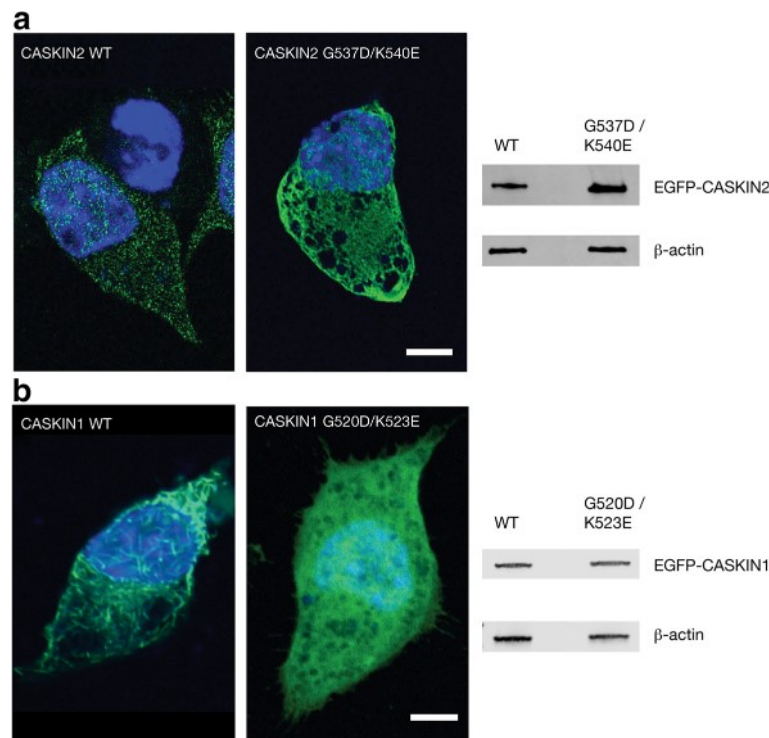 a
CASKIN2 WT
CASKIN2 G537D/K540E
WT
G537D /
K540E
EGFP-CASKIN2
β-actin
b
CASKIN1 WT
CASKIN1 G520D/K523E
WT
G520D /
K523E
EGFP-CASKIN1
β-actin